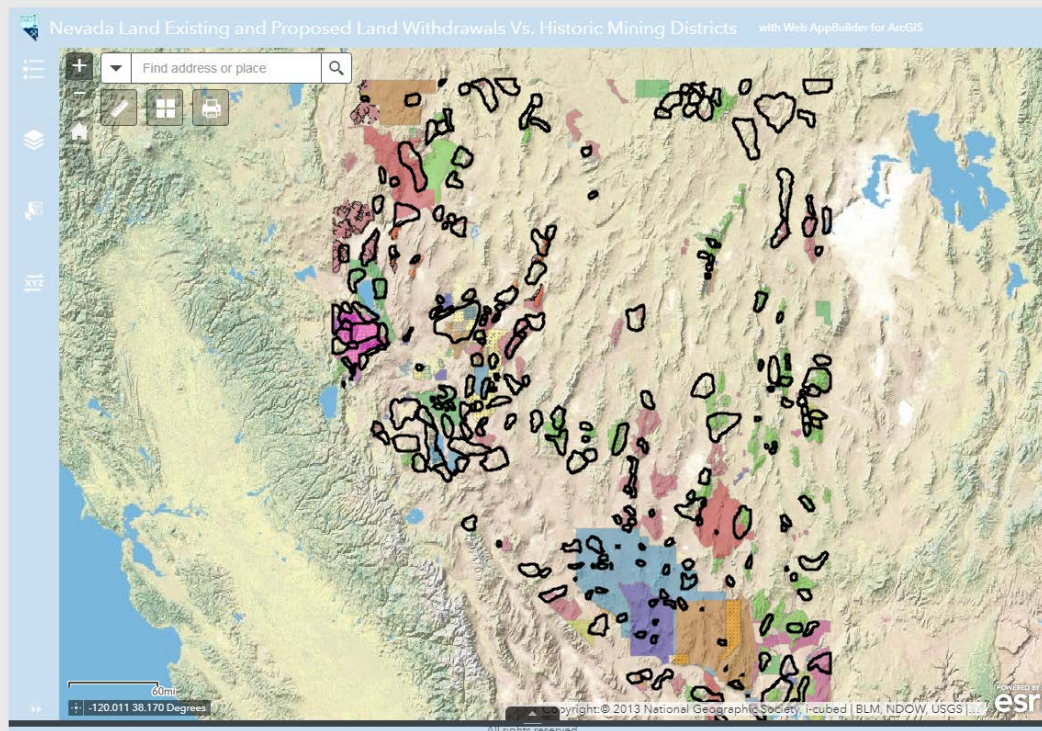 Nevada Land Existing and Proposed Land Withdrawals Vs. Historic Mining Districts with Web AppBuilder for ArcGIS
Find address or place
XYZ
60mi
-120.011 38.170 Degrees
Copyright:© 2013 National Geographic Society, i-cubed | BLM, NDOW, USGS |...
POWERED BY
esri
All rights reserved